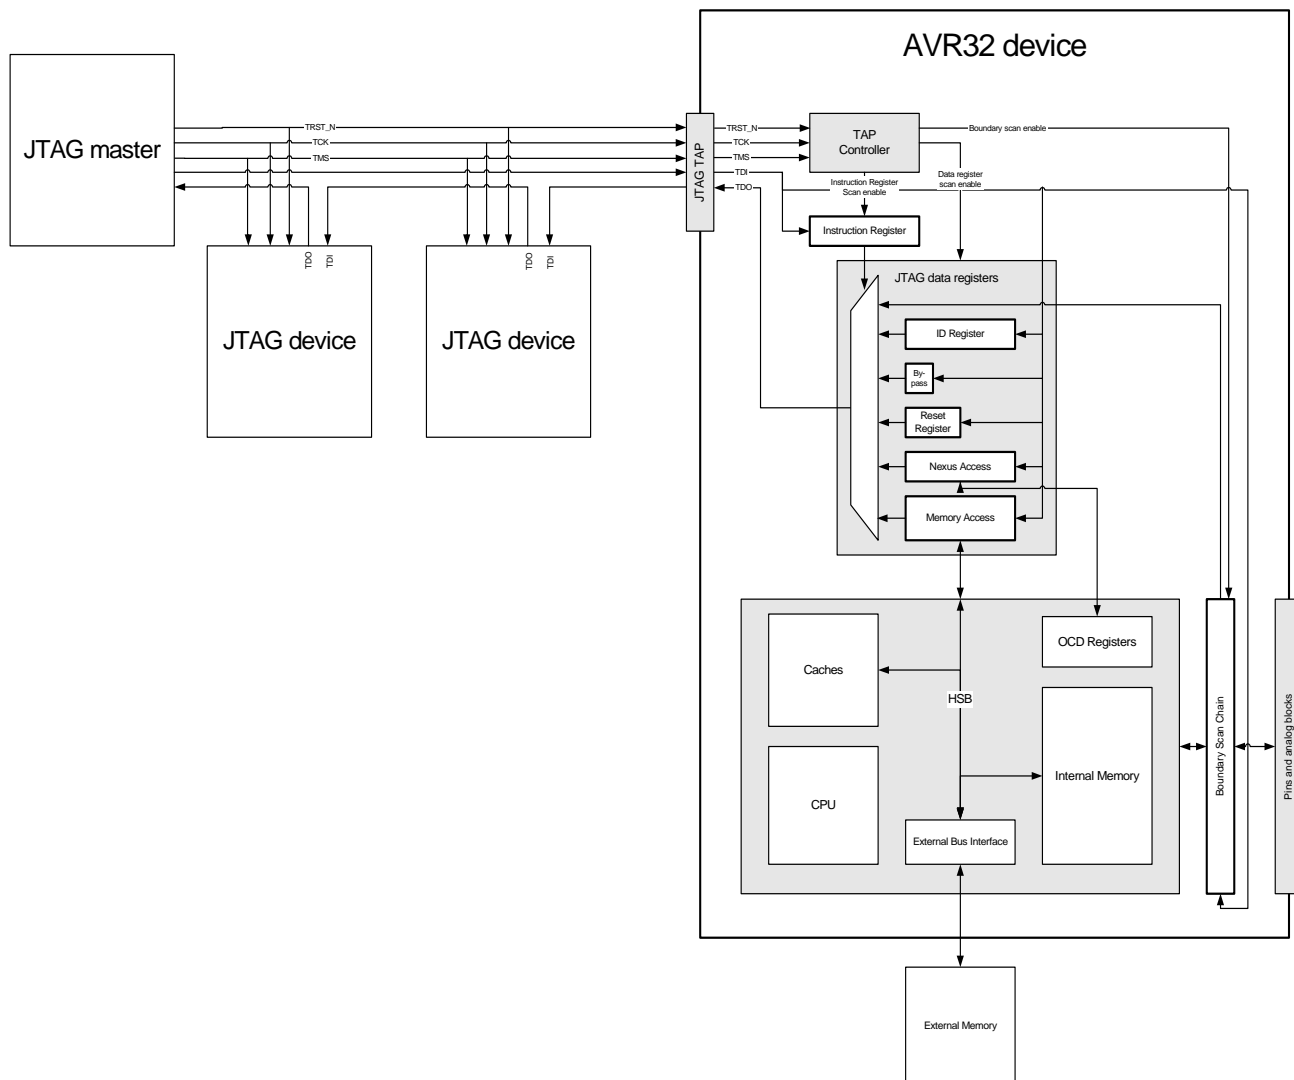 AVR32 device
JTAG master
TRST_N
TCK
TMS
JTAG TAP
TRST_N
TCK
TMS
TDI
TDO
TAP
Controller
Boundary scan enable
Instruction Register
Scan enable
Data register
scan enable
Instruction Register
TDO
TDI
JTAG device
TDO
TDI
JTAG device
JTAG data registers
ID Register
By-
pass
Reset
Register
Nexus Access
Memory Access
Caches
OCD Registers
HSB
CPU
Internal Memory
External Bus Interface
Boundary Scan Chain
Pins and analog blocks
External Memory